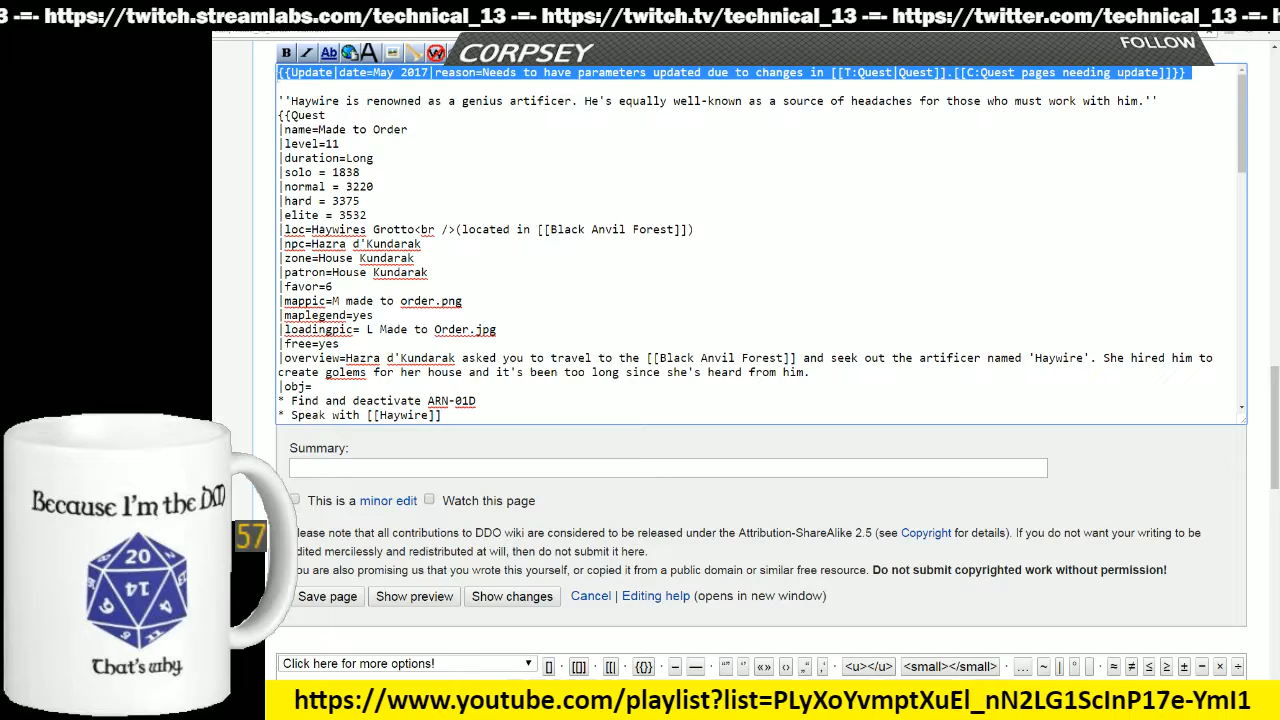 3 -=- https://twitch.streamlabs.com/technical_13 -=- https://twitch.tv/technical_13 -=- https://twitter.com/technical_13 -=- h
CORPSEY
FOLLOW
B I Ab A W
{{Update|date=May 2017|reason=Needs to have parameters updated due to changes in [[T:Quest|Quest]].[[C:Quest pages needing update]]}}
''Haywire is renowned as a genius artificer. He's equally well-known as a source of headaches for those who must work with him.''
{{Quest
|name=Made to Order
|level=11
|duration=Long
|solo = 1838
|normal = 3220
|hard = 3375
|elite = 3532
|loc=Haywires Grotto<br />(located in [[Black Anvil Forest]])
|npc=Hazra d'Kundarak
|zone=House Kundarak
|patron=House Kundarak
|favor=6
|mappic=M made to order.png
|maplegend=yes
|loadingpic= L Made to Order.jpg
|free=yes
|overview=Hazra d'Kundarak asked you to travel to the [[Black Anvil Forest]] and seek out the artificer named 'Haywire'. She hired him to
create golems for her house and it's been too long since she's heard from him.
|obj=
* Find and deactivate ARN-01D
* Speak with [[Haywire]]
Summary:
This is a minor edit Watch this page
lease note that all contributions to DDO wiki are considered to be released under the Attribution-ShareAlike 2.5 (see Copyright for details). If you do not want your writing to be
dited mercilessly and redistributed at will, then do not submit it here.
ou are also promising us that you wrote this yourself, or copied it from a public domain or similar free resource. Do not submit copyrighted work without permission!
Save page Show preview Show changes Cancel | Editing help (opens in new window)
Because I'm the DM
20
14
That's why.
57
Click here for more options! [] · [[]] · [[| · {{}} · – · — · “” · ‘’ · «» · ‹› · „“ · ‚‘ · <u></u> · <small></small> · … · ~ · | · ° · · ≈ · ≠ · ≤ · ≥ · ± · − · × · ÷
https://www.youtube.com/playlist?list=PLyXoYvmptXuEl_nN2LG1ScInP17e-YmI1